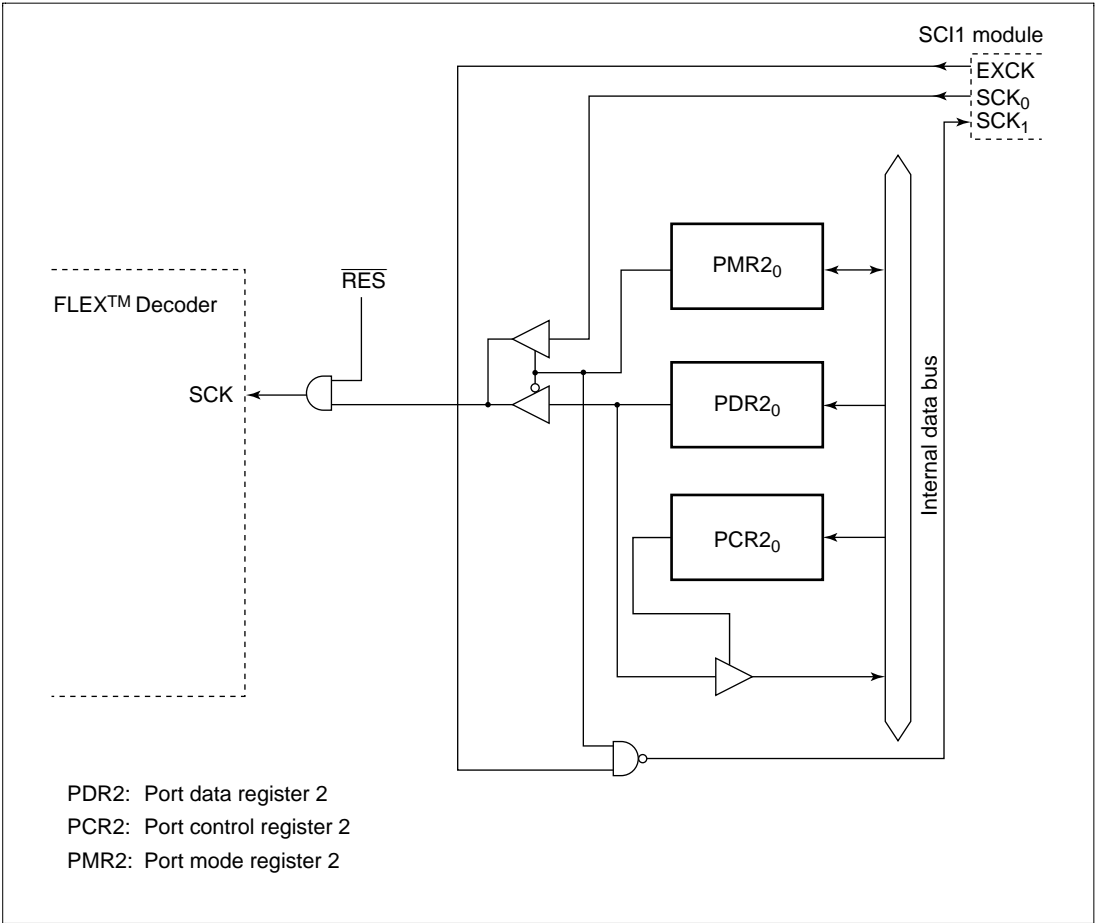 SCI1 module
EXCK
SCK0
SCK1
PMR20
RES
FLEX™ Decoder
SCK
PDR20
Internal data bus
PCR20
PDR2: Port data register 2
PCR2: Port control register 2
PMR2: Port mode register 2